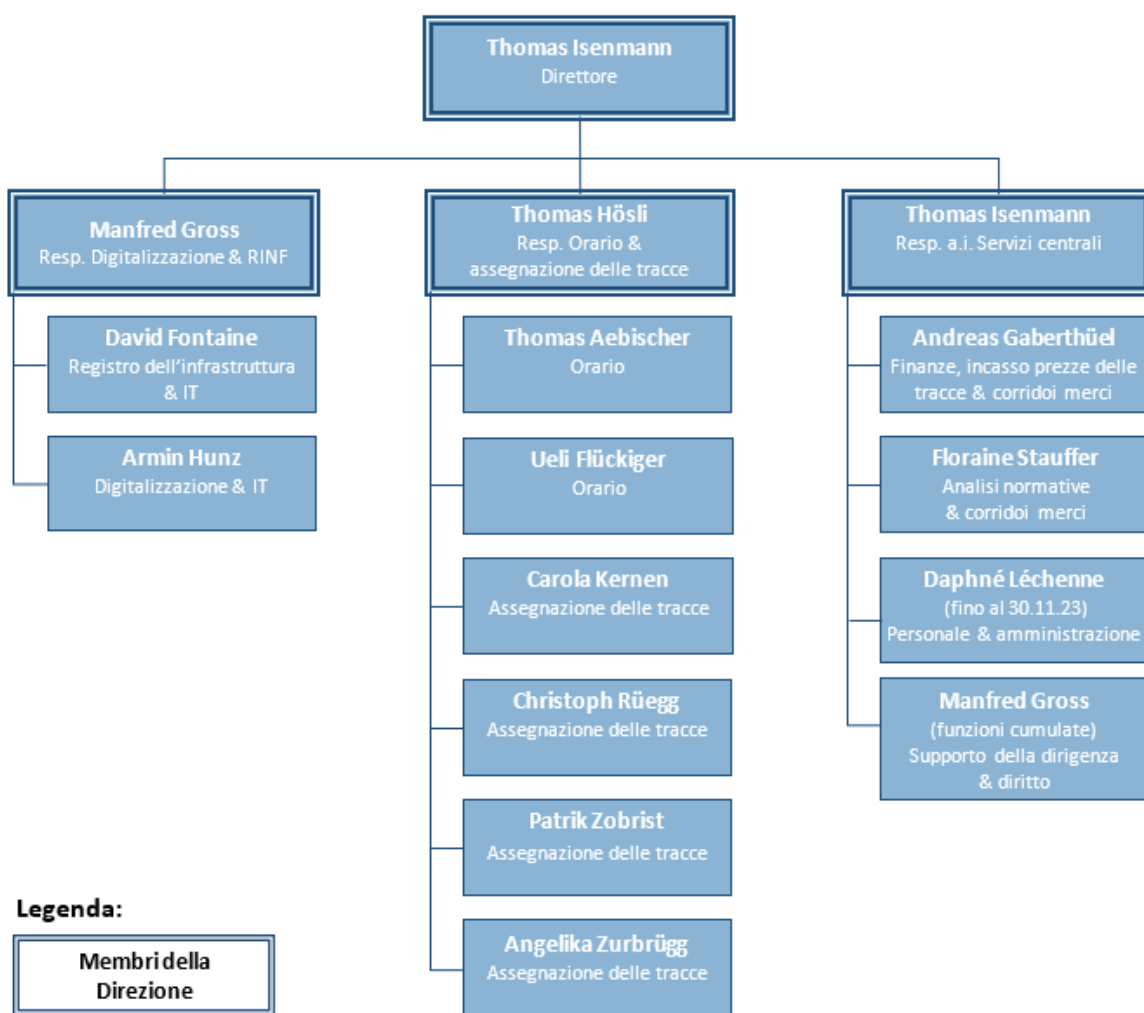 Thomas Isenmann
Direttore
Manfred Gross
Resp. Digitalizzazione & RINF
Thomas Hösli
Resp. Orario &
assegnazione delle tracce
Thomas Isenmann
Resp. a.i. Servizi centrali
David Fontaine
Registro dell'infrastruttura
& IT
Armin Hunz
Digitalizzazione & IT
Thomas Aebischer
Orario
Ueli Flückiger
Orario
Carola Kernen
Assegnazione delle tracce
Christoph Rüegg
Assegnazione delle tracce
Patrik Zobrist
Assegnazione delle tracce
Angelika Zurbrügg
Assegnazione delle tracce
Andreas Gaberthüel
Finanze, incasso prezze delle
tracce & corridoi merci
Floraine Stauffer
Analisi normative
& corridoi merci
Daphné Léchenne
(fino al 30.11.23)
Personale & amministrazione
Manfred Gross
(funzioni cumulate)
Supporto della dirigenza
& diritto
Legenda:
Membri della
Direzione